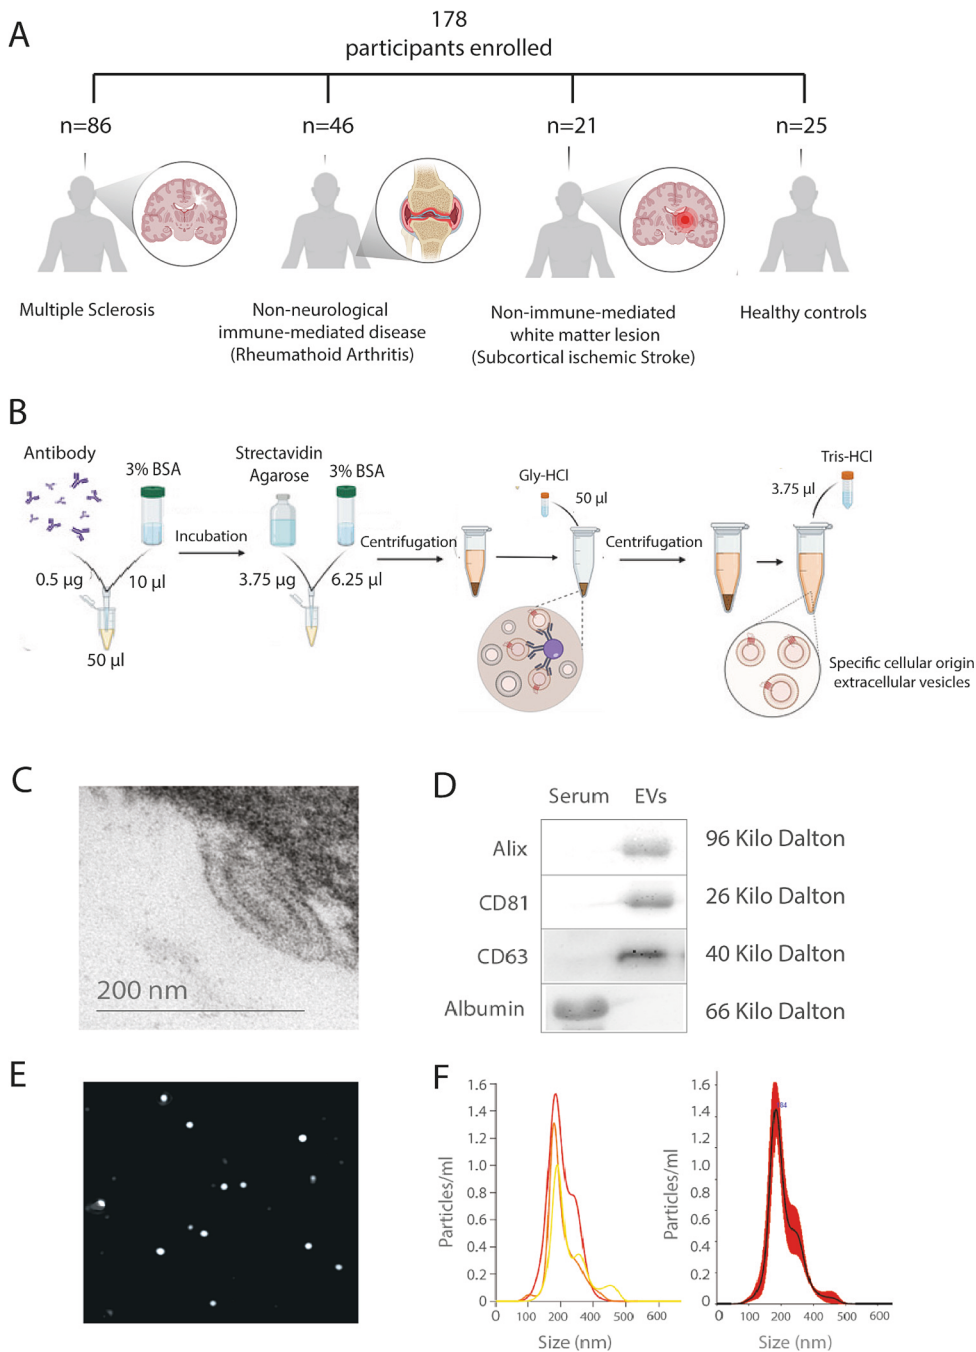 A
178
participants enrolled
n=86
n=46
n=21
n=25
Multiple Sclerosis
Non-neurological
immune-mediated disease
(Rheumathoid Arthritis)
Non-immune-mediated
white matter lesion
(Subcortical ischemic Stroke)
Healthy controls
B
Antibody
3% BSA
Strectavidin
Agarose
3% BSA
Gly-HCl
50 µl
Tris-HCl
3.75 µl
Incubation
Centrifugation
Centrifugation
0.5 µg
10 µl
3.75 µg
6.25 µl
50 µl
Specific cellular origin
extracellular vesicles
C
200 nm
D
Serum EVs
Alix 96 Kilo Dalton
CD81 26 Kilo Dalton
CD63 40 Kilo Dalton
Albumin 66 Kilo Dalton
E
F
Particles/ml
1.6
1.4
1.2
1.0
0.8
0.6
0.4
0.2
0
0 100 200 300 400 500 600
Size (nm)
Particles/ml
1.6
1.4
1.2
1.0
0.8
0.6
0.4
0.2
0
84
0 100 200 300 400 500 600
Size (nm)